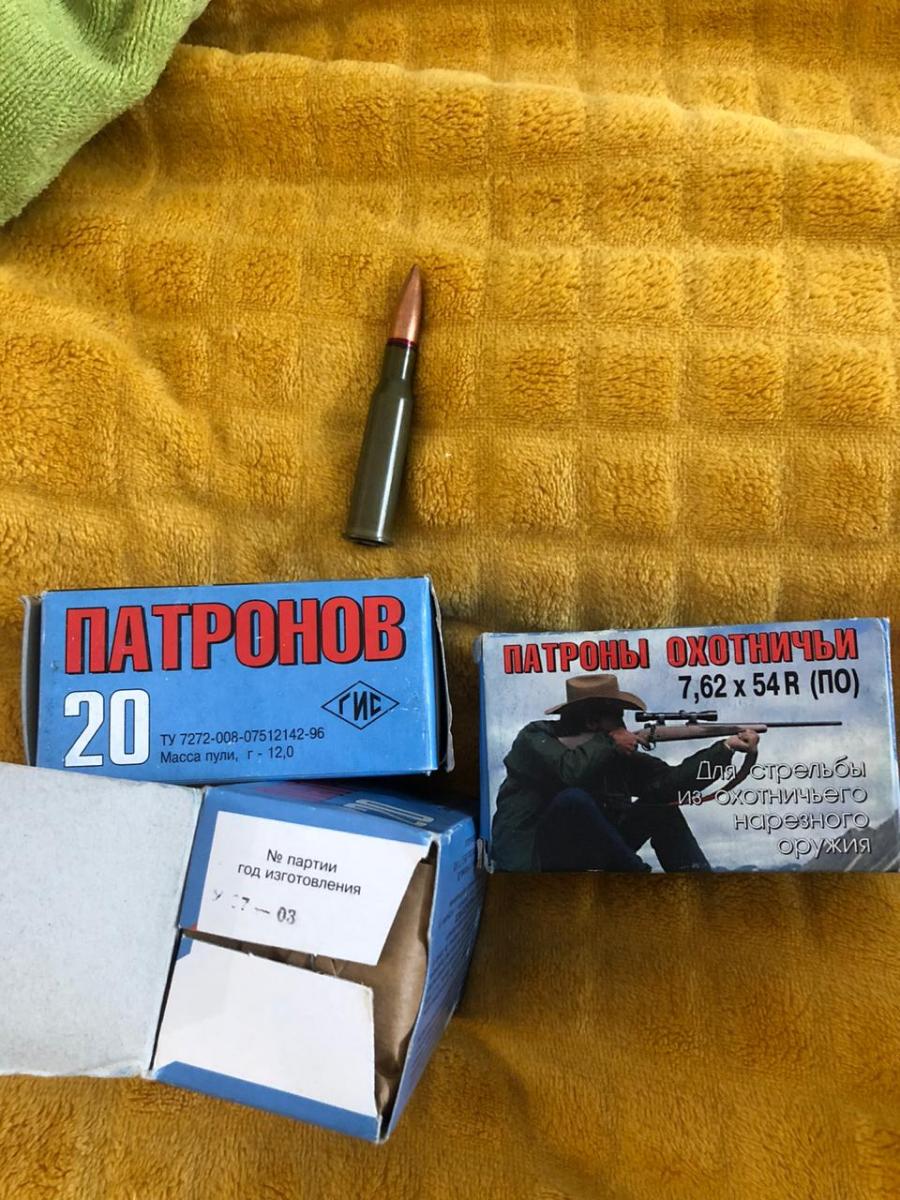 ПАТРОНОВ
20
ГИС
ТУ 7272-008-07512142-96
Масса пули, г - 12,0
ПАТРОНЫ ОХОТНИЧЬИ
7,62 x 54 R (ПО)
Для стрельбы
из охотничьего
нарезного
оружия
№ партии
год изготовления
— 03